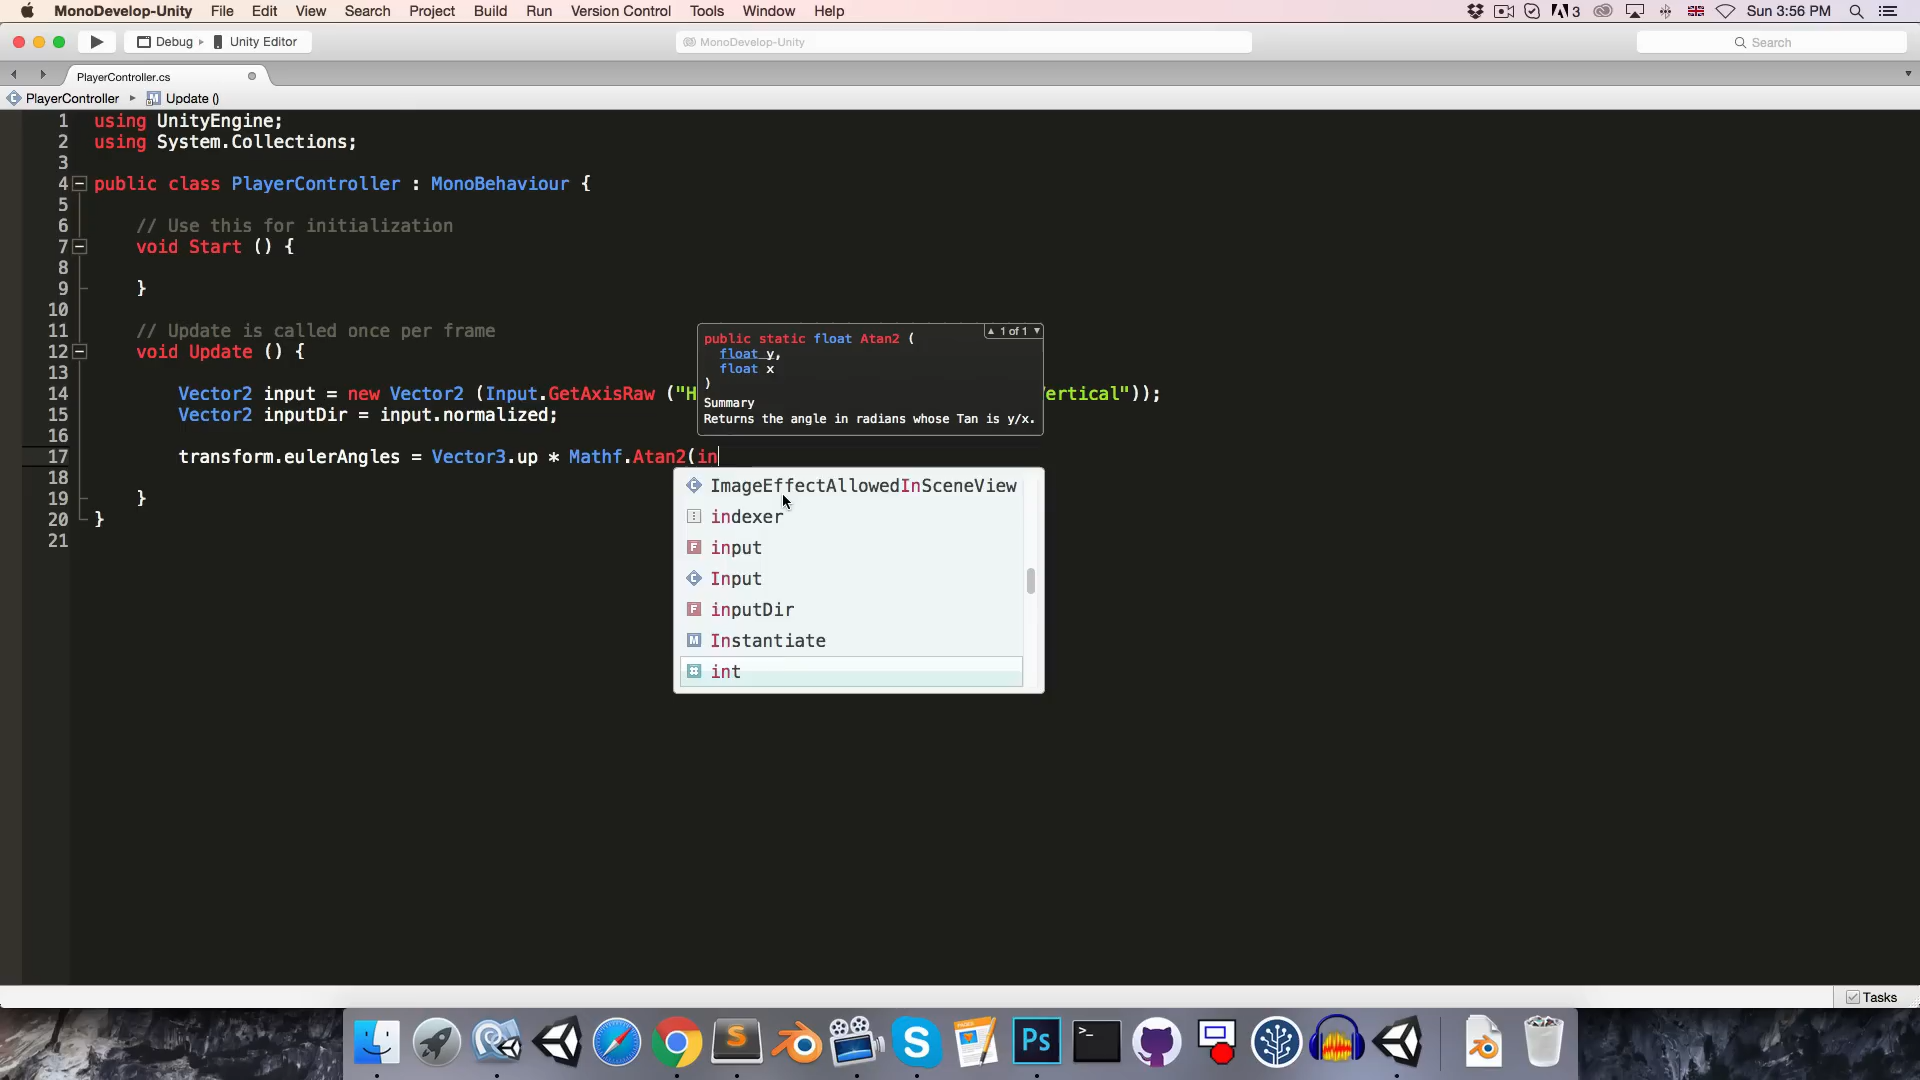 MonoDevelop-Unity File Edit View Search Project Build Run Version Control Tools Window Help 3 Sun 3:56 PM
Debug Unity Editor MonoDevelop-Unity Search
PlayerController.cs
PlayerController Update ()
1 using UnityEngine;
2 using System.Collections;
3
4 public class PlayerController : MonoBehaviour {
5
6 // Use this for initialization
7 void Start () {
8
9 }
10
11 // Update is called once per frame
12 void Update () {
13
14 Vector2 input = new Vector2 (Input.GetAxisRaw ("H ertical"));
15 Vector2 inputDir = input.normalized;
16
17 transform.eulerAngles = Vector3.up * Mathf.Atan2(in
18
19 }
20 }
21
1 of 1
public static float Atan2 (
float y,
float x
)
Summary
Returns the angle in radians whose Tan is y/x.
ImageEffectAllowedInSceneView
indexer
F input
Input
F inputDir
M Instantiate
int
Tasks
S
Ps
>_